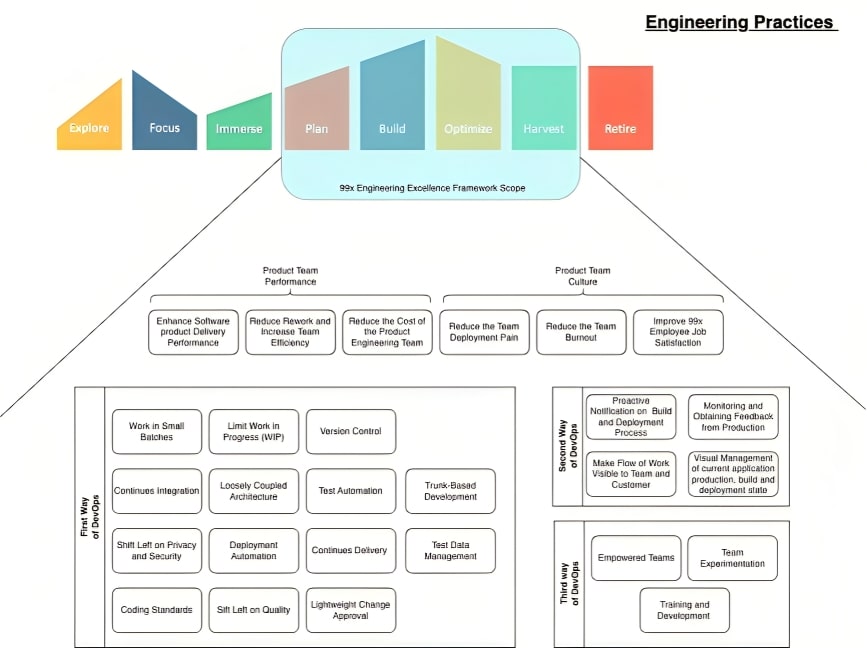 Engineering Practices
Explore
Focus
Immerse
Plan
Build
Optimize
Harvest
Retire
99x Engineering Excellence Framework Scope
Product Team
Performance
Product Team
Culture
Enhance Software
product Delivery
Performance
Reduce Rework and
Increase Team
Efficiency
Reduce the Cost of
the Product
Engineering Team
Reduce the Team
Deployment Pain
Reduce the Team
Burnout
Improve 99x
Employee Job
Satisfaction
First Way
of DevOps
Work in Small
Batches
Limit Work in
Progress (WIP)
Version Control
Continues Integration
Loosely Coupled
Architecture
Test Automation
Trunk-Based
Development
Shift Left on Privacy
and Security
Deployment
Automation
Continues Delivery
Test Data
Management
Coding Standards
Sift Left on Quality
Lightweight Change
Approval
Second Way
of DevOps
Proactive
Notification on Build
and Deployment
Process
Monitoring and
Obtaining Feedback
from Production
Make Flow of Work
Visible to Team and
Customer
Visual Management
of current application
production, build and
deployment state
Third way
of DevOps
Empowered Teams
Team
Experimentation
Training and
Development